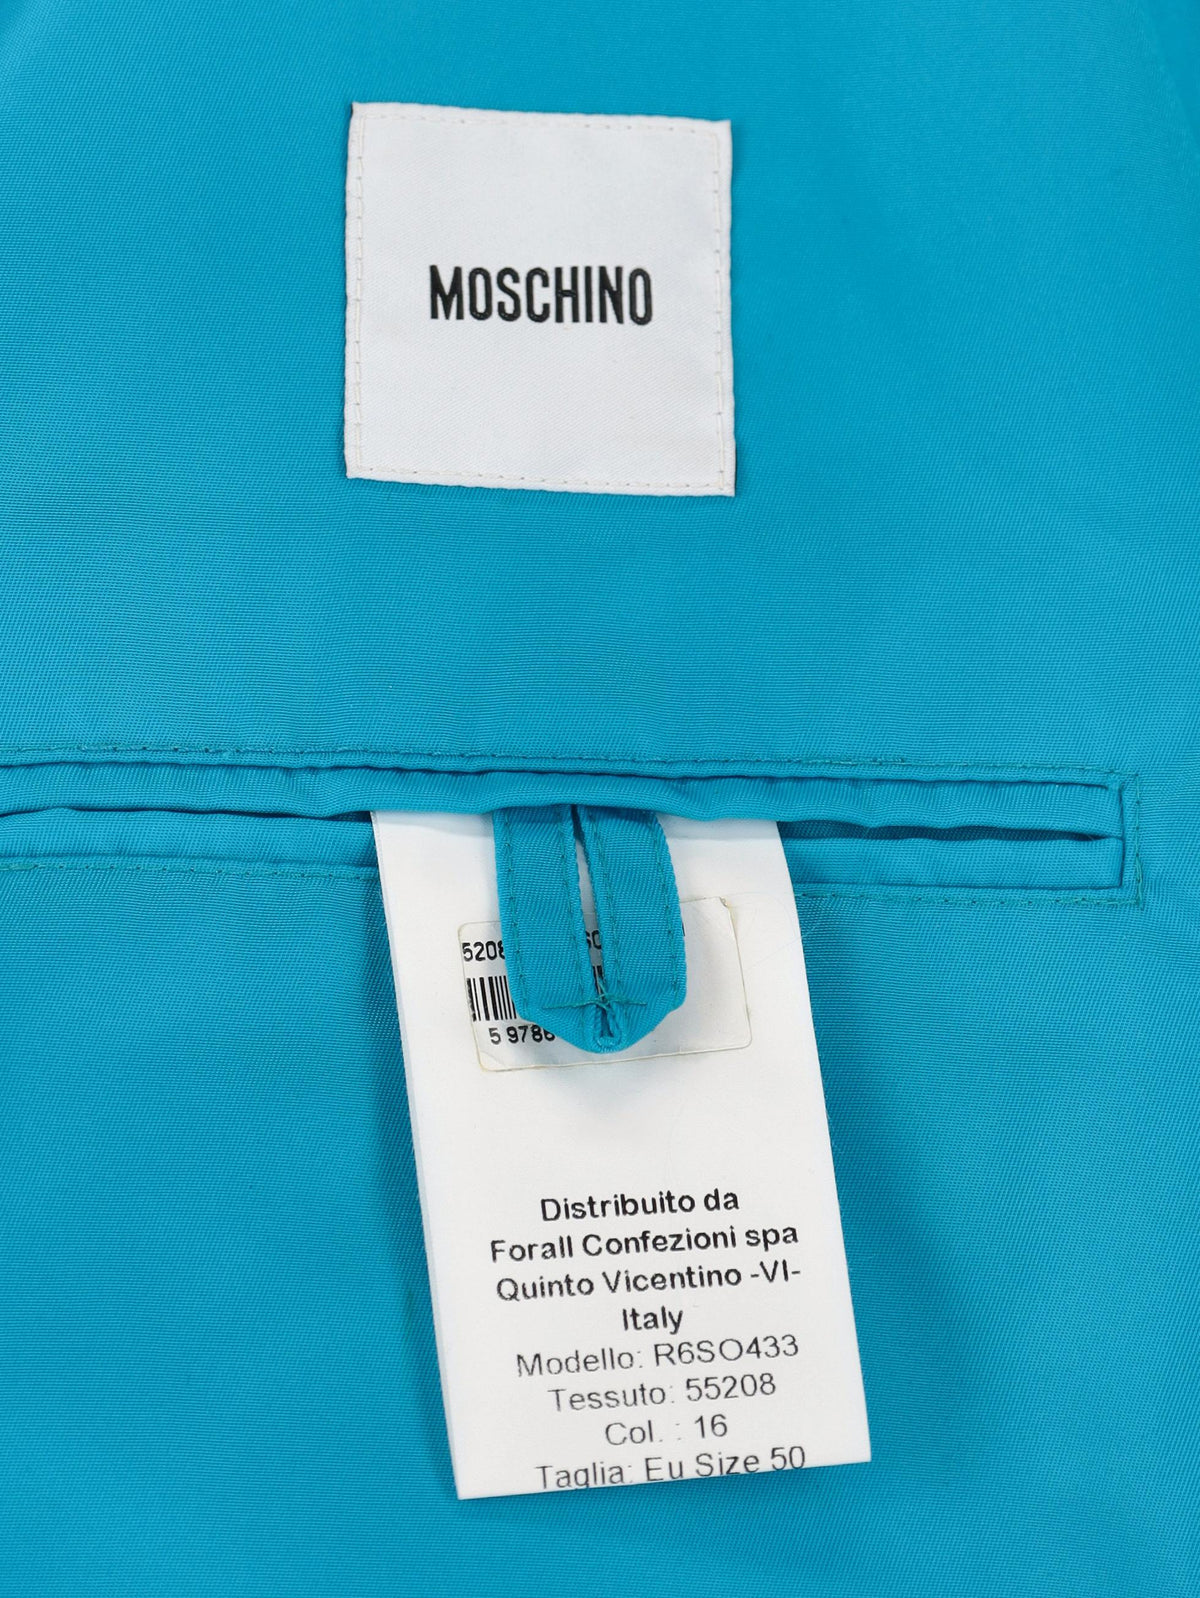 MOSCHINO
5 9786
Distribuito da
Forall Confezioni spa
Quinto Vicentino -VI-
Italy
Modello: R6SO433
Tessuto: 55208
Col. : 16
Taglia: Eu Size 50